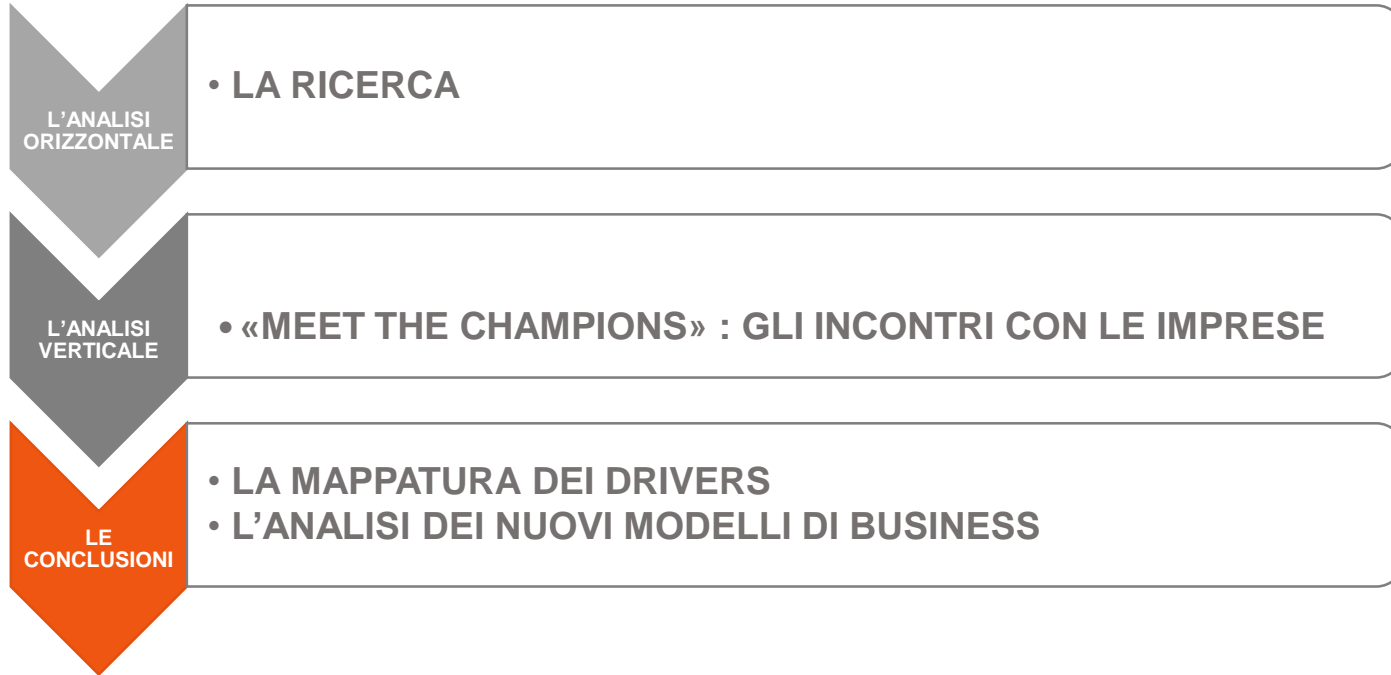 L'ANALISI
ORIZZONTALE
• LA RICERCA
L'ANALISI
VERTICALE
• «MEET THE CHAMPIONS» : GLI INCONTRI CON LE IMPRESE
LE
CONCLUSIONI
• LA MAPPATURA DEI DRIVERS
• L'ANALISI DEI NUOVI MODELLI DI BUSINESS